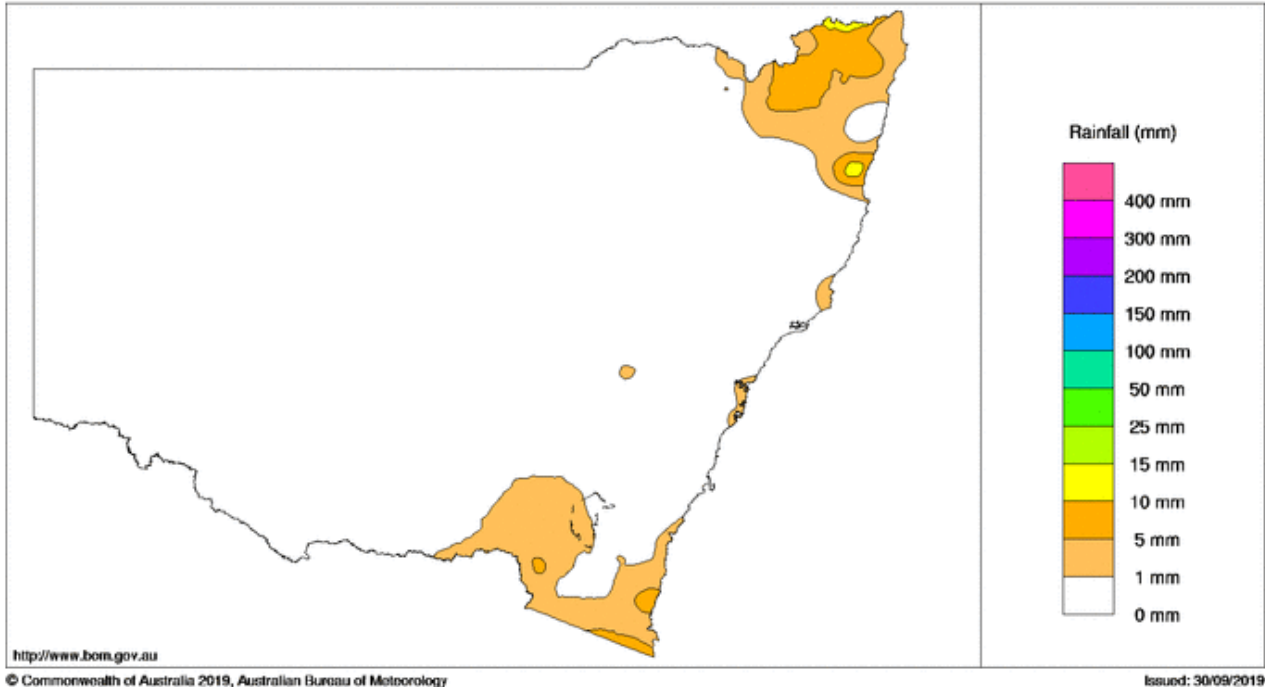 Rainfall (mm)
400 mm
300 mm
200 mm
150 mm
100 mm
50 mm
25 mm
15 mm
10 mm
5 mm
1 mm
0 mm
http://www.bom.gov.au
© Commonwealth of Australia 2019, Australian Bureau of Meteorology
Issued: 30/09/2019